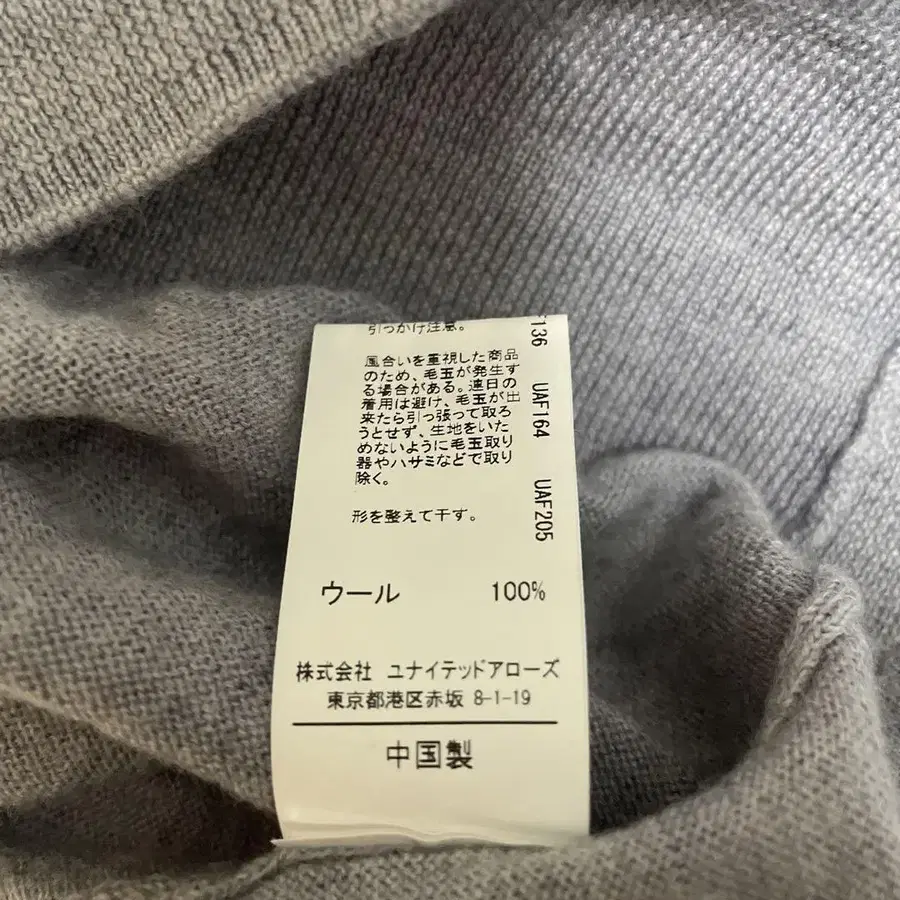 引っかけ注意。
風合いを重視した商品
のため、毛玉が発生す
る場合がある。連日の
着用は避け、毛玉が出
来たら引っ張って取ろ
うとせず、生地をいた
めないように毛玉取り
器やハサミなどで取り
除く。
形を整えて干す。
136 UAF164 UAF205
ウール 100%
株式会社 ユナイテッドアローズ
東京都港区赤坂 8-1-19
中国製